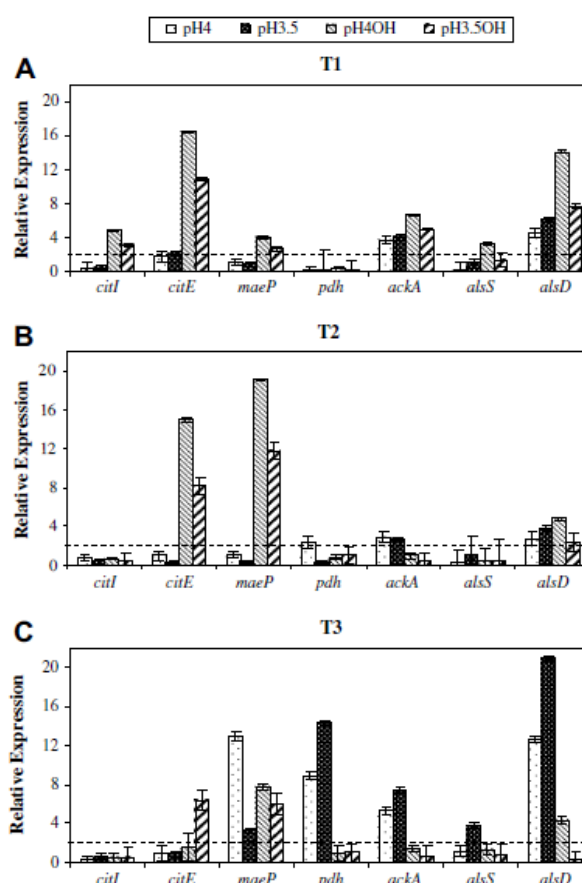 pH4 pH3.5 pH4OH pH3.5OH
A
T1
Relative Expression
20
16
12
8
4
0
citI citE maeP pdh ackA alsS alsD
B
T2
Relative Expression
20
16
12
8
4
0
citI citE maeP pdh ackA alsS alsD
C
T3
Relative Expression
20
16
12
8
4
0
citI citE maeP pdh ackA alsS alsD